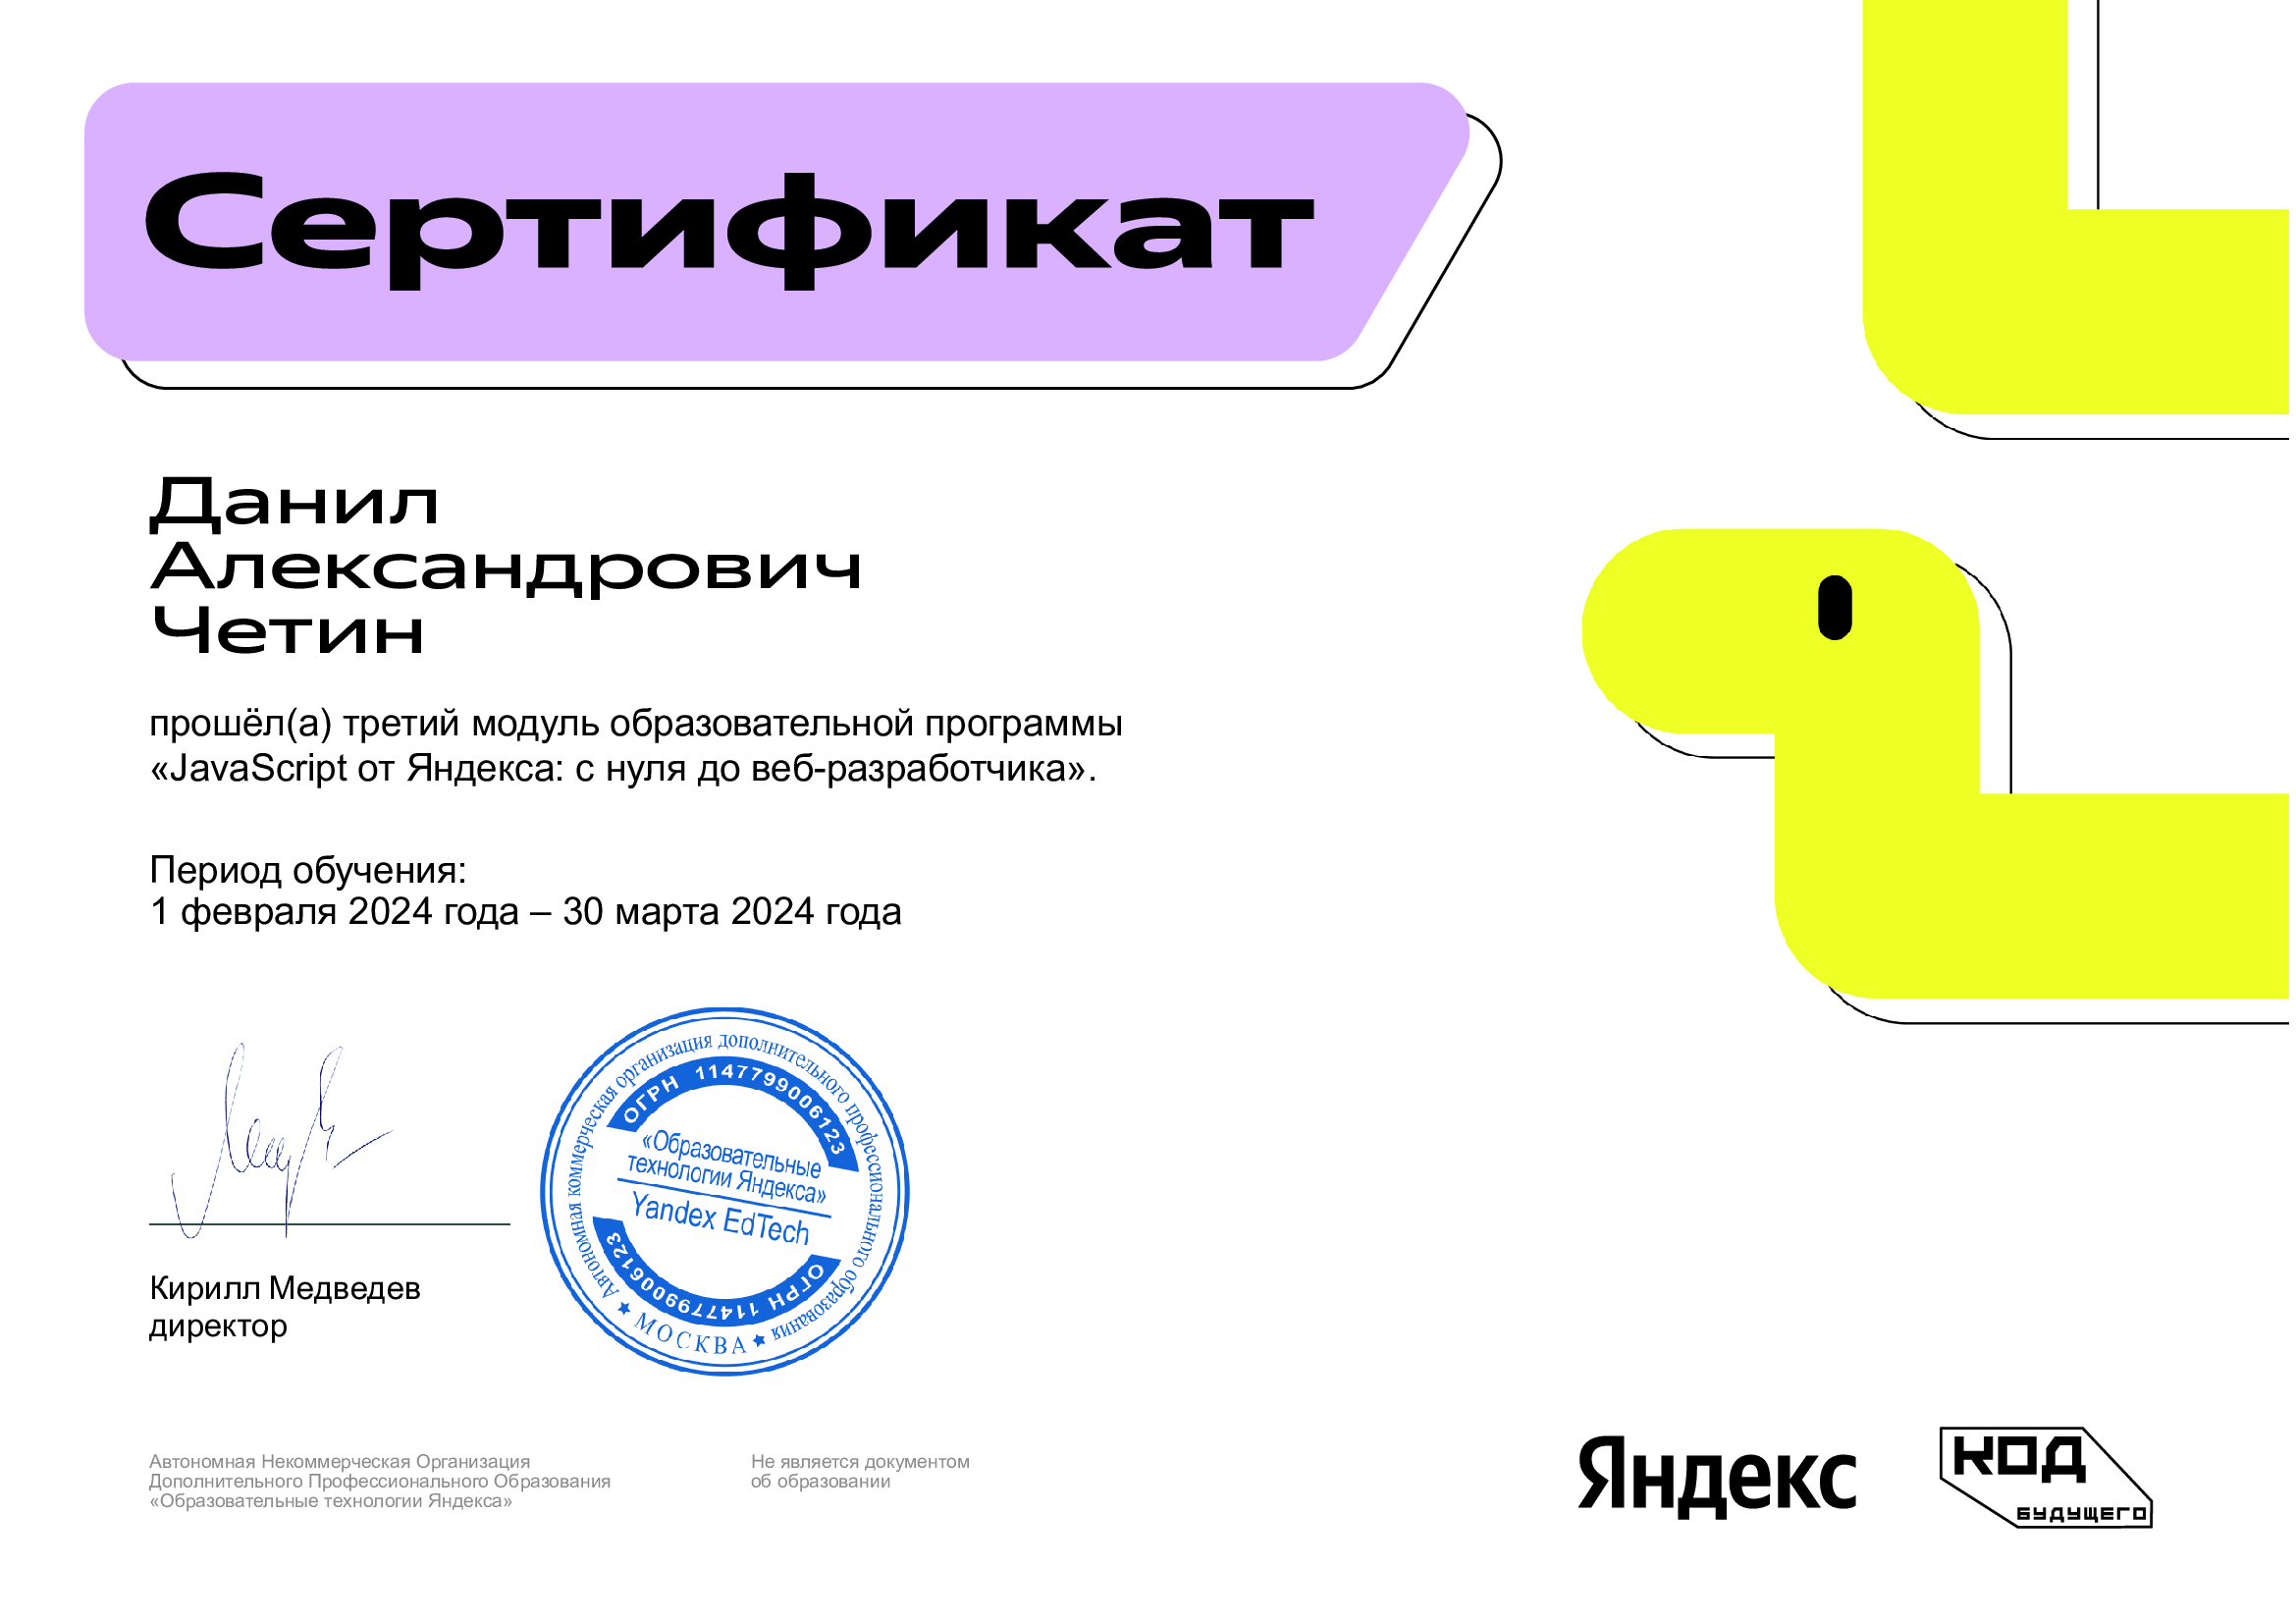 Сертификат
Данил
Александрович
Четин
прошёл(а) третий модуль образовательной программы
«JavaScript от Яндекса: с нуля до веб-разработчика».
Период обучения:
1 февраля 2024 года – 30 марта 2024 года
Автономная коммерческая организация дополнительного профессионального образования
ОГРН 1147799006123
«Образовательные
технологии Яндекса»
Yandex EdTech
ОГРН 1147799006123
МОСКВА
Кирилл Медведев
директор
Автономная Некоммерческая Организация
Дополнительного Профессионального Образования
«Образовательные технологии Яндекса»
Не является документом
об образовании
Яндекс
КОД
БУДУЩЕГО